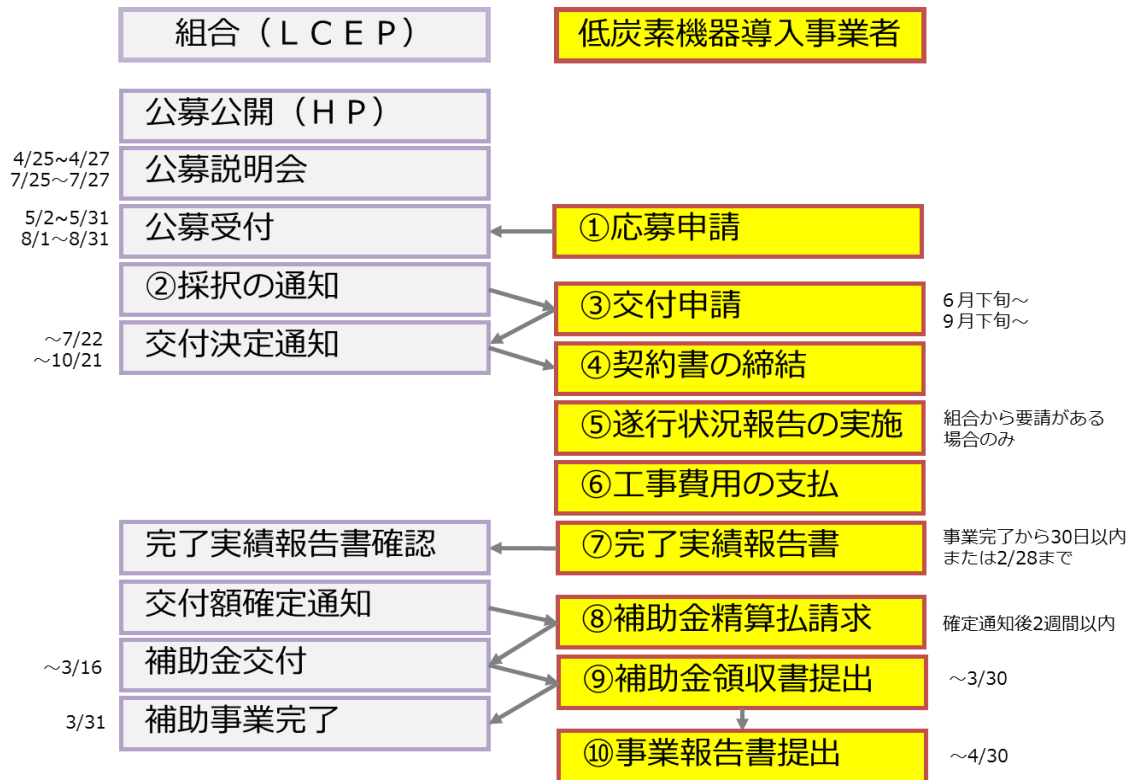 組合（ＬＣＥＰ）
低炭素機器導入事業者
公募公開（ＨＰ）
4/25~4/27
7/25～7/27
公募説明会
5/2~5/31
8/1～8/31
公募受付
①応募申請
②採択の通知
③交付申請
６月下旬～
９月下旬～
～7/22
～10/21
交付決定通知
④契約書の締結
⑤遂行状況報告の実施
組合から要請がある
場合のみ
⑥工事費用の支払
完了実績報告書確認
⑦完了実績報告書
事業完了から30日以内
または2/28まで
交付額確定通知
⑧補助金精算払請求
確定通知後2週間以内
～3/16
補助金交付
⑨補助金領収書提出
～3/30
3/31
補助事業完了
⑩事業報告書提出
～4/30